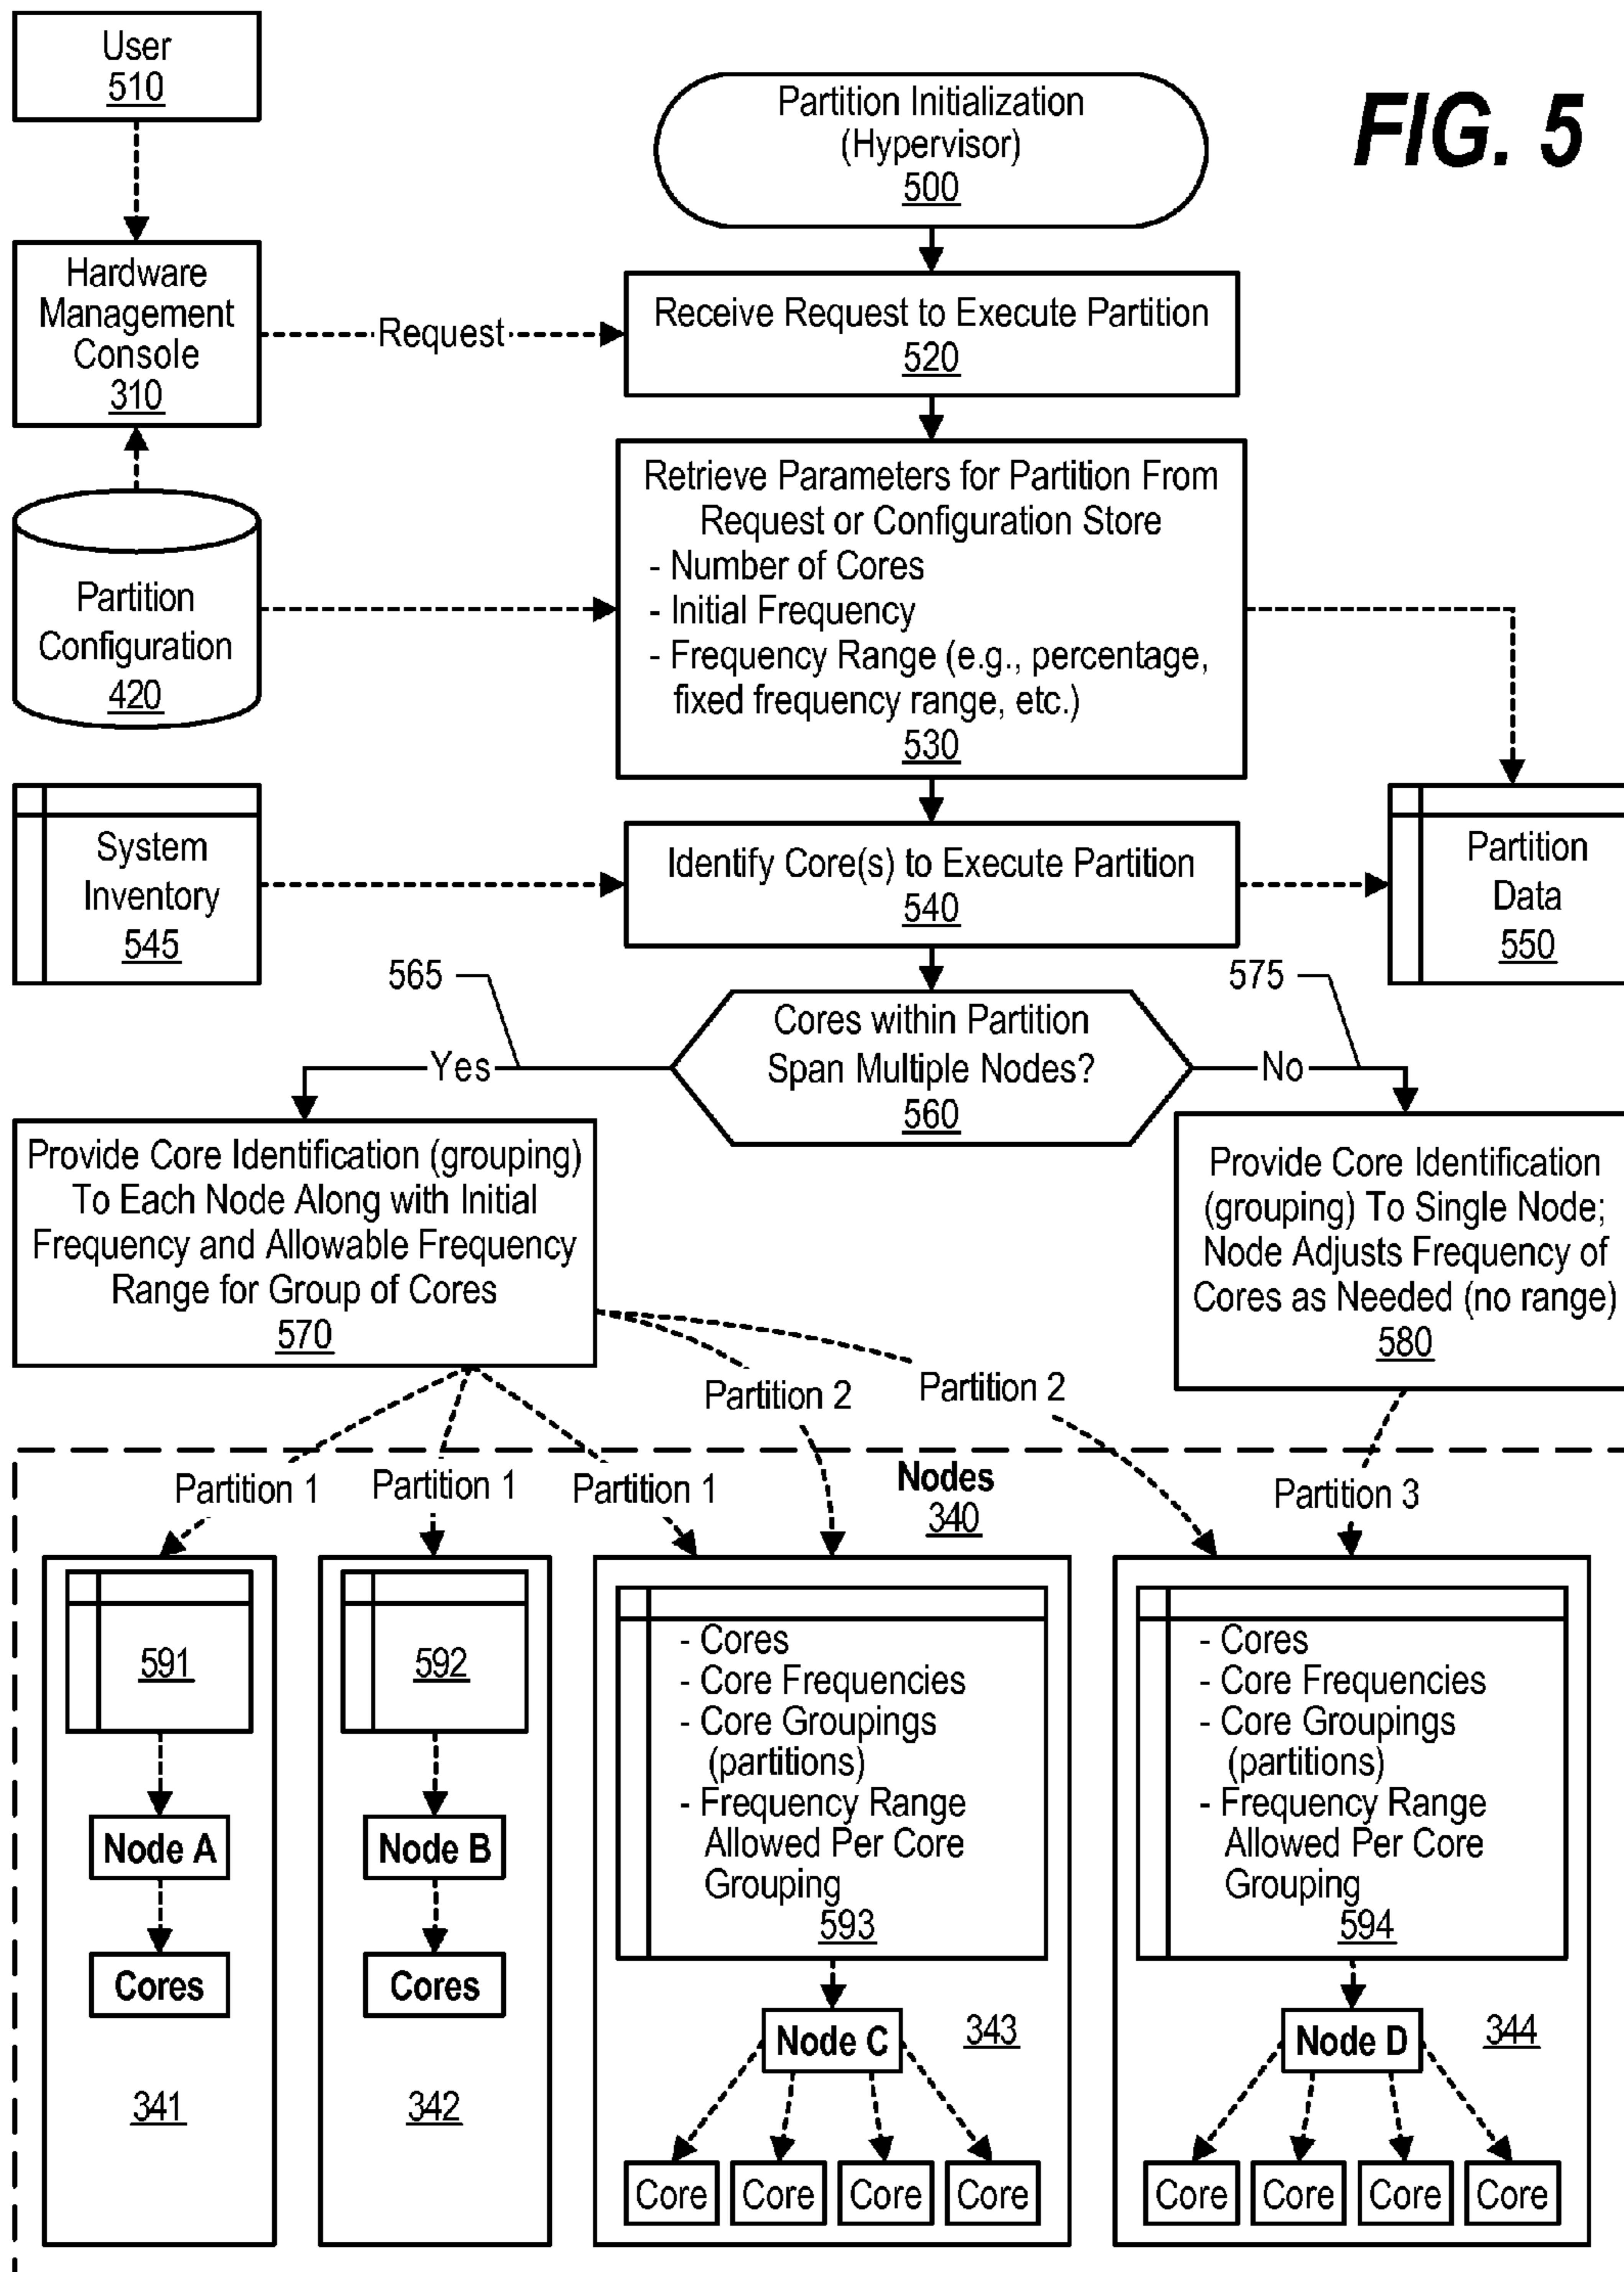 FIG. 5
User
510
Partition Initialization
(Hypervisor)
500
Hardware
Management
Console
310
Request
Receive Request to Execute Partition
520
Partition
Configuration
420
Retrieve Parameters for Partition From
Request or Configuration Store
- Number of Cores
- Initial Frequency
- Frequency Range (e.g., percentage,
fixed frequency range, etc.)
530
System
Inventory
545
Identify Core(s) to Execute Partition
540
Partition
Data
550
565
575
Cores within Partition
Span Multiple Nodes?
560
Yes
No
Provide Core Identification (grouping)
To Each Node Along with Initial
Frequency and Allowable Frequency
Range for Group of Cores
570
Provide Core Identification
(grouping) To Single Node;
Node Adjusts Frequency of
Cores as Needed (no range)
580
Partition 2
Partition 2
Partition 1
Partition 1
Partition 1
Nodes
340
Partition 3
591
Node A
Cores
341
592
Node B
Cores
342
- Cores
- Core Frequencies
- Core Groupings
(partitions)
- Frequency Range
Allowed Per Core
Grouping
593
Node C
343
Core
Core
Core
Core
- Cores
- Core Frequencies
- Core Groupings
(partitions)
- Frequency Range
Allowed Per Core
Grouping
594
Node D
344
Core
Core
Core
Core